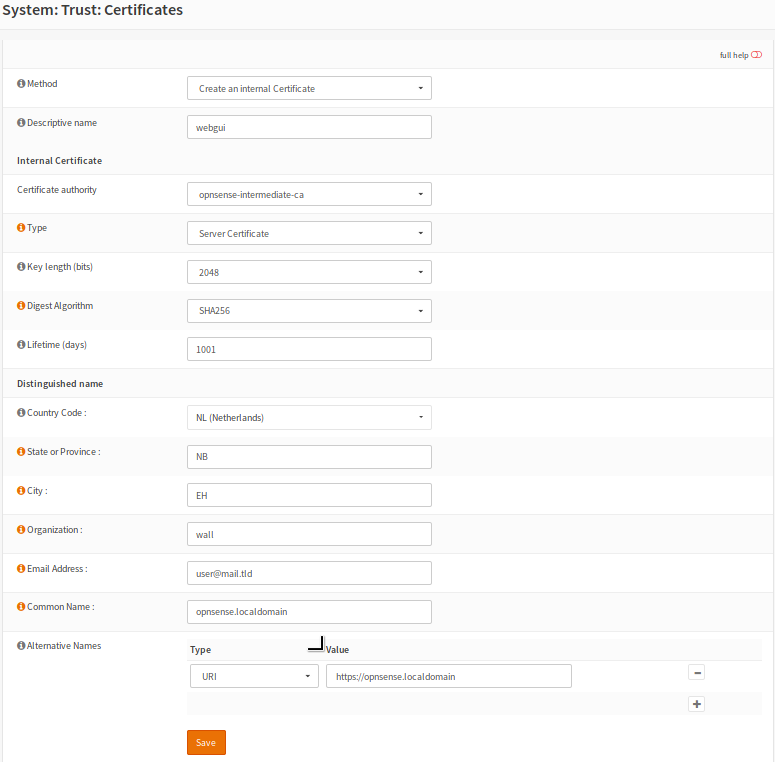 System: Trust: Certificates
full help
Method Create an internal Certificate
Descriptive name webgui
Internal Certificate
Certificate authority opnsense-intermediate-ca
Type Server Certificate
Key length (bits) 2048
Digest Algorithm SHA256
Lifetime (days) 1001
Distinguished name
Country Code : NL (Netherlands)
State or Province : NB
City : EH
Organization : wall
Email Address : user@mail.tld
Common Name : opnsense.localdomain
Alternative Names Type Value
URI https://opnsense.localdomain
Save